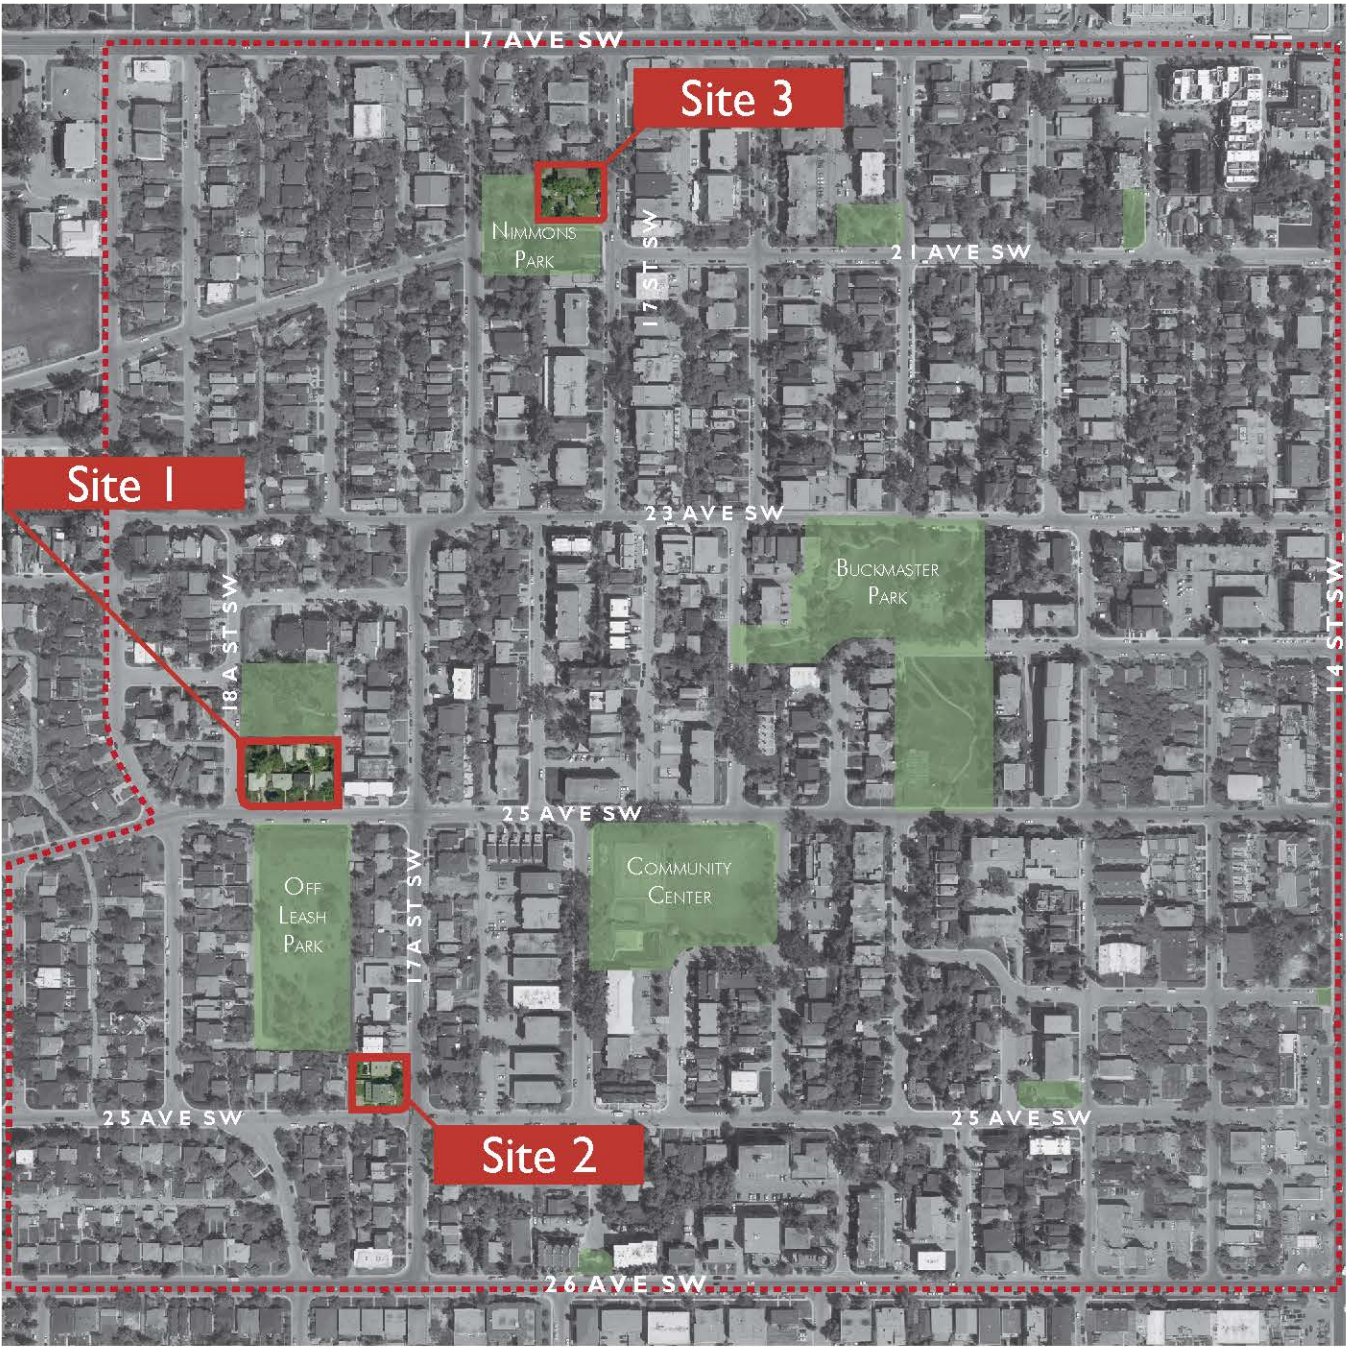 17 AVE SW
Site 3
NIMMONS
PARK
17 ST SW
21 AVE SW
Site 1
23 AVE SW
BUCKMASTER
PARK
14 ST SW
18 A ST SW
25 AVE SW
OFF
LEASH
PARK
COMMUNITY
CENTER
17A ST SW
25 AVE SW
25 AVE SW
Site 2
26 AVE SW